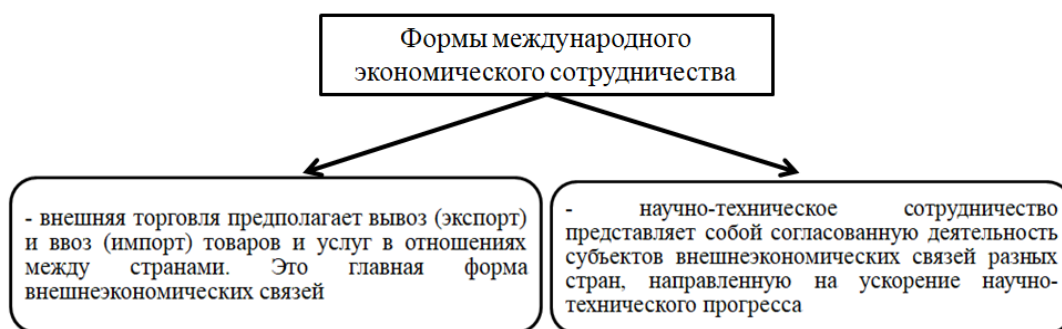 Формы международного
экономического сотрудничества
- внешняя торговля предполагает вывоз (экспорт)
и ввоз (импорт) товаров и услуг в отношениях
между странами. Это главная форма
внешнеэкономических связей
- научно-техническое сотрудничество
представляет собой согласованную деятельность
субъектов внешнеэкономических связей разных
стран, направленную на ускорение научно-
технического прогресса